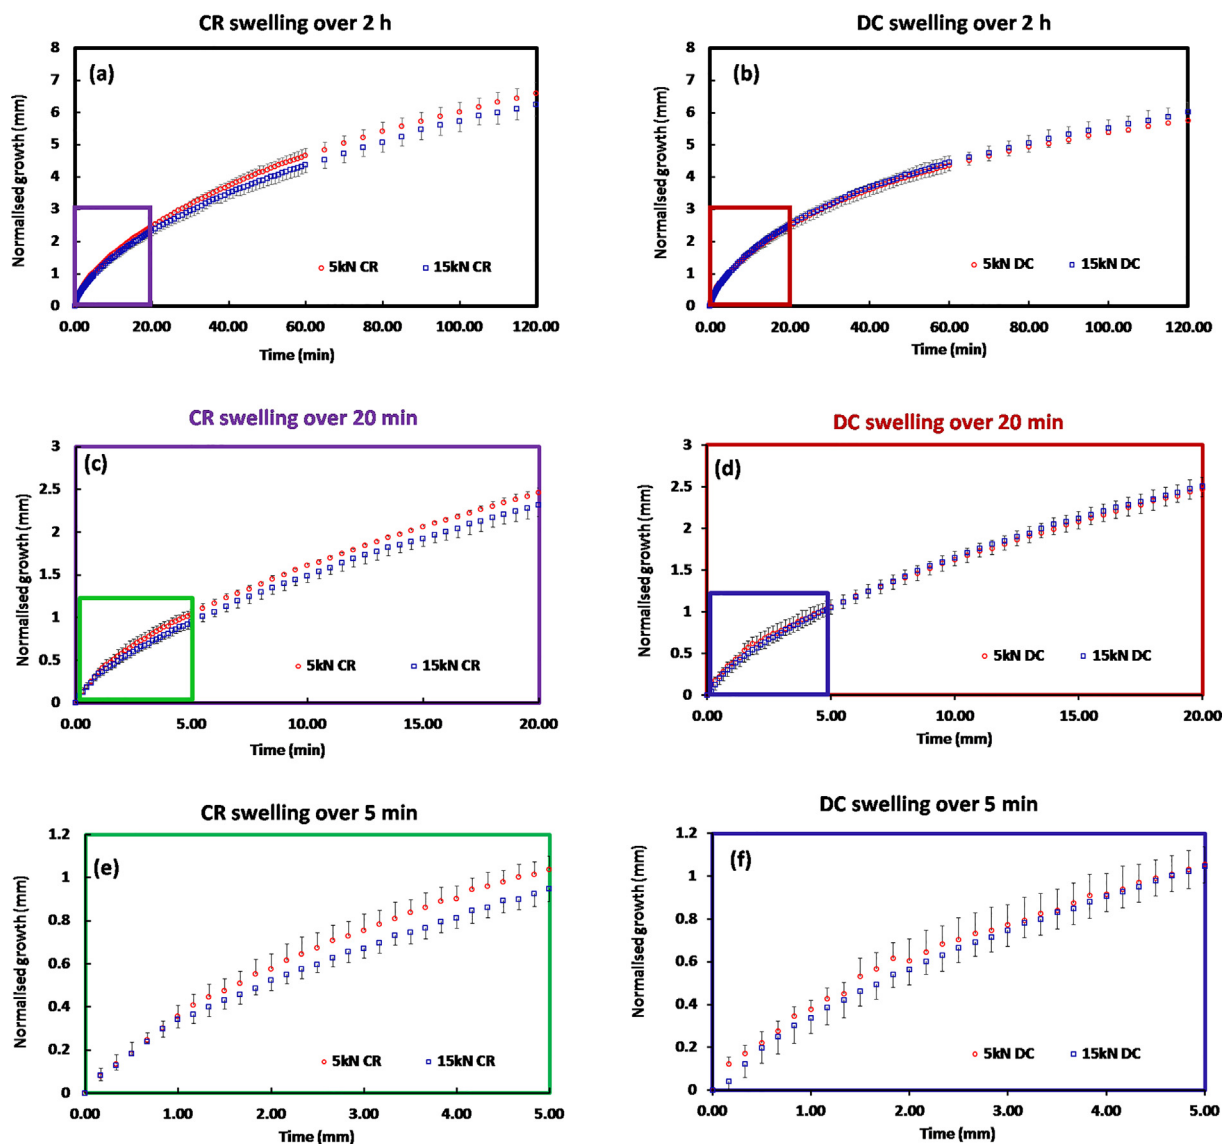 CR swelling over 2 h
(a)
Normalised growth (mm)
8
7
6
5
4
3
2
1
0
5kN CR
15kN CR
0.00 20.00 40.00 60.00 80.00 100.00 120.00
Time (min)
DC swelling over 2 h
(b)
Normalised growth (mm)
8
7
6
5
4
3
2
1
0
5kN DC
15kN DC
0.00 20.00 40.00 60.00 80.00 100.00 120.00
Time (min)
CR swelling over 20 min
(c)
Normalised growth (mm)
3
2.5
2
1.5
1
0.5
0
5kN CR
15kN CR
0.00 5.00 10.00 15.00 20.00
Time (min)
DC swelling over 20 min
(d)
Normalised growth (mm)
3
2.5
2
1.5
1
0.5
0
5kN DC
15kN DC
0.00 5.00 10.00 15.00 20.00
Time (mm)
CR swelling over 5 min
(e)
Normalised growth (mm)
1.2
1
0.8
0.6
0.4
0.2
0
5kN CR
15kN CR
0.00 1.00 2.00 3.00 4.00 5.00
Time (mm)
DC swelling over 5 min
(f)
Normalised growth (mm)
1.2
1
0.8
0.6
0.4
0.2
0
5kN DC
15kN DC
0.00 1.00 2.00 3.00 4.00 5.00
Time (mm)